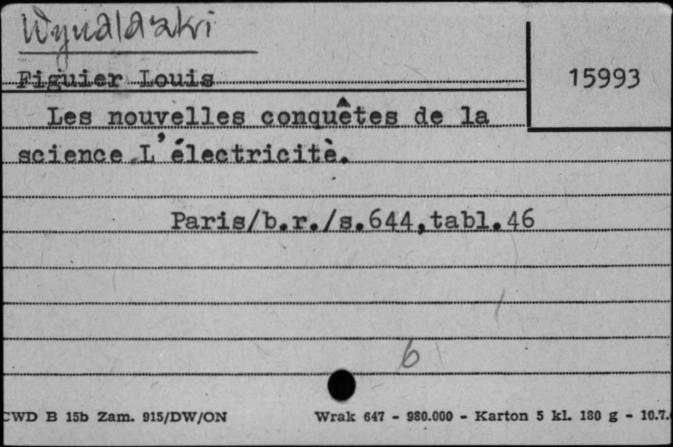 Wynalazki
Figuier Louis
15993
Les nouvelles conquêtes de la
science.L'électricitè.
Paris/b.r./s.644,tabl.46
6
CWD B 15b Zam. 915/DW/ON Wrak 647 - 980.000 - Karton 5 kl. 180 g - 10.7.